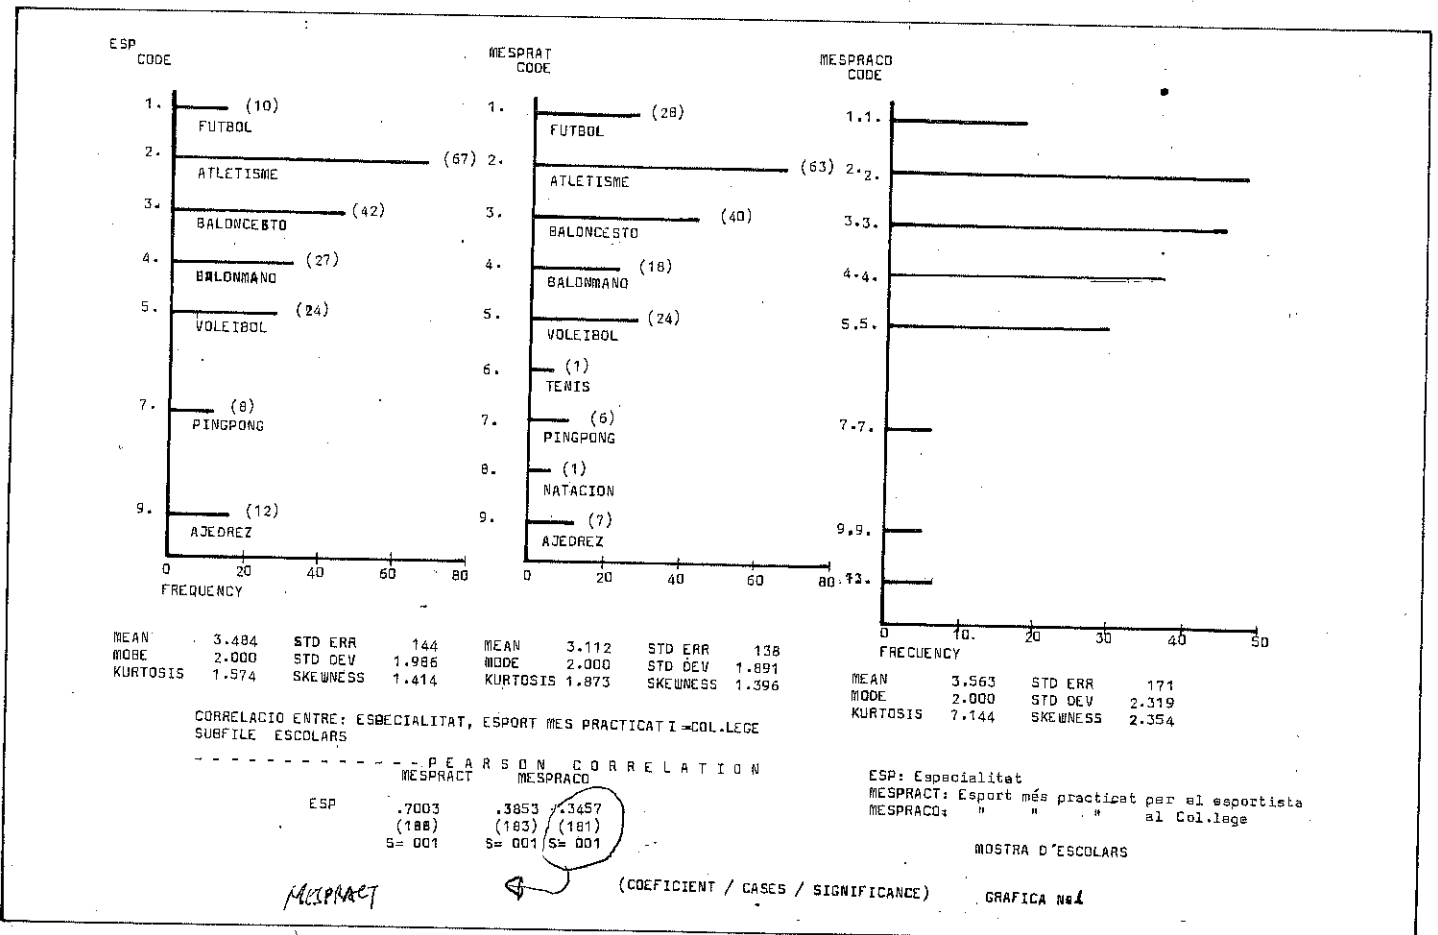 ESP
CODE
1. (10)
FUTBOL
2. (67)
ATLETISME
3. (42)
BALONCESTO
4. (27)
BALONMANO
5. (24)
VOLEIBOL
7. (8)
PINGPONG
9. (12)
AJEDREZ
0 20 40 60 80
FREQUENCY
MEAN 3.484 STD ERR 144
MOBE 2.000 STD DEV 1.986
KURTOSIS 1.574 SKEWNESS 1.414
MESPRAT
CODE
1. (28)
FUTBOL
2. (63)
ATLETISME
3. (40)
BALONCESTO
4. (18)
BALONMANO
5. (24)
VOLEIBOL
6. (1)
TENIS
7. (6)
PINGPONG
8. (1)
NATACION
9. (7)
AJEDREZ
0 20 40 60 80
MEAN 3.112 STD ERR 138
MODE 2.000 STD DEV 1.891
KURTOSIS 1.873 SKEWNESS 1.396
MESPRACO
CODE
1.1.
2.2.
3.3.
4.4.
5.5.
7.7.
9.9.
.13.
0 10. 30 40 50
FRECUENCY
MEAN 3.563 STD ERR 171
MODE 2.000 STD DEV 2.319
KURTOSIS 7.144 SKEWNESS 2.354
CORRELACIO ENTRE: ESPECIALITAT, ESPORT MES PRACTICAT I =COL.LEGE
SUBFILE ESCOLARS
- - - - - - - - - - - - - PEARSON CORRELATION
MESPRACT MESPRACO
ESP .7003 .3853 .3457
(188) (183) (181)
S= 001 S= 001 S= 001
MESPRACT
(COEFICIENT / CASES / SIGNIFICANCE)
ESP: Especialitat
MESPRACT: Esport més practicat per el esportista
MESPRACO: " " " al Col.lege
MOSTRA D'ESCOLARS
GRAFICA Nº1